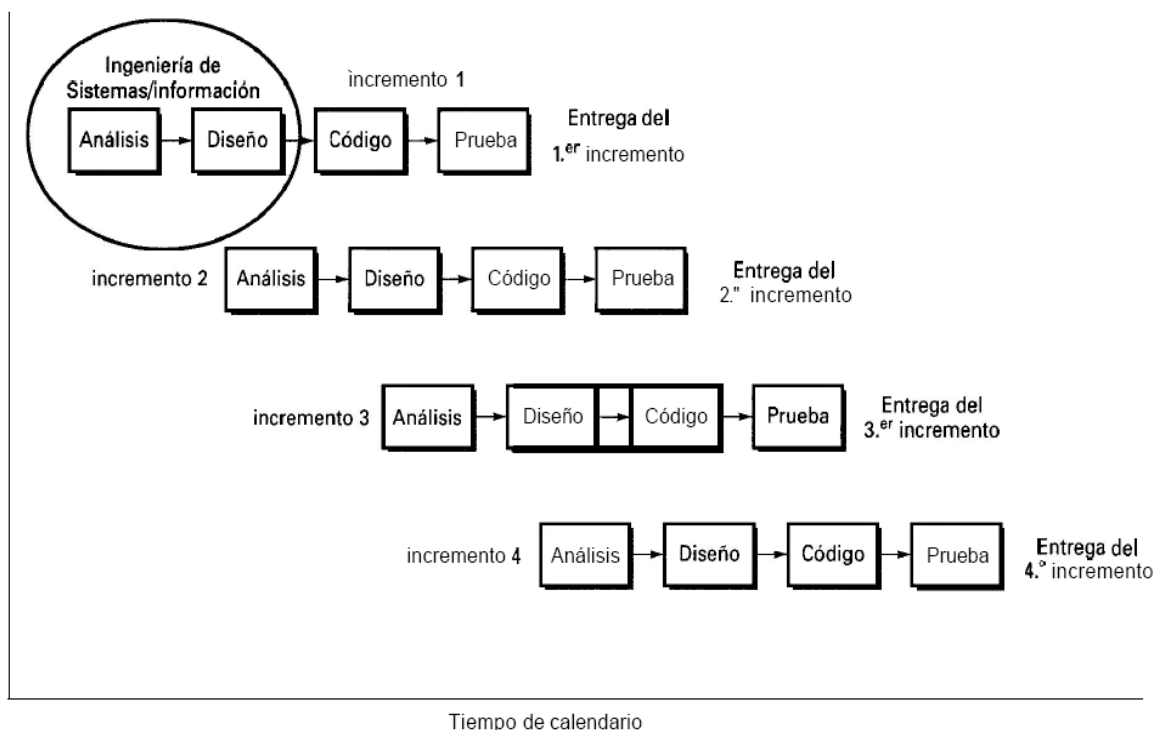 Ingeniería de
Sistemas/información
incremento 1
Análisis
Diseño
Código
Prueba
Entrega del
1.er incremento
incremento 2
Análisis
Diseño
Código
Prueba
Entrega del
2." incremento
incremento 3
Análisis
Diseño
Código
Prueba
Entrega del
3.er incremento
incremento 4
Análisis
Diseño
Código
Prueba
Entrega del
4.º incremento
Tiempo de calendario